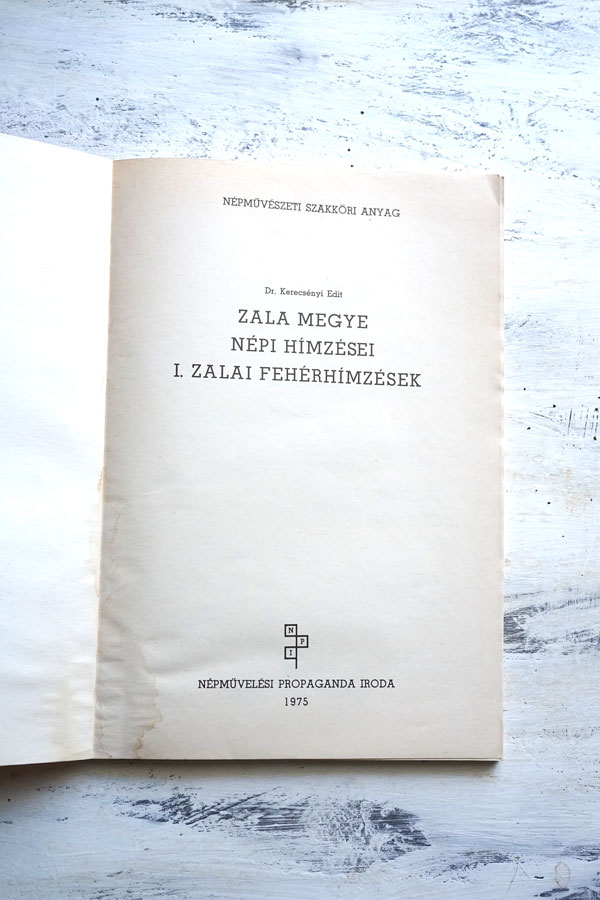 NÉPMŰVÉSZETI SZAKKÖRI ANYAG
Dr. Kerecsényi Edit
ZALA MEGYE
NÉPI HÍMZÉSEI
I. ZALAI FEHÉRHÍMZÉSEK
N
P
I
NÉPMŰVELÉSI PROPAGANDA IRODA
1975